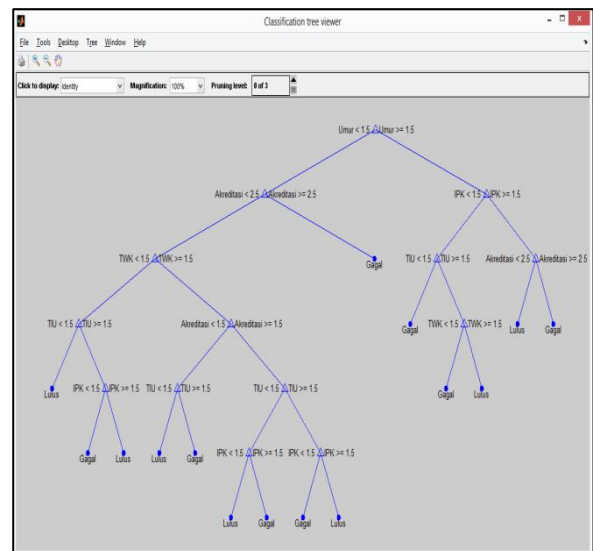 Classification tree viewer
File Tools Desktop Tree Window Help
Click to display: Identity Magnification: 100% Pruning level: 0 of 3
Umur < 1.5 Umur >= 1.5
Akreditasi < 2.5 Akreditasi >= 2.5 IPK < 1.5 IPK >= 1.5
TWK < 1.5 TWK >= 1.5 Gagal TIU < 1.5 TIU >= 1.5 Akreditasi < 2.5 Akreditasi >= 2.5
TIU < 1.5 TIU >= 1.5 Akreditasi < 1.5 Akreditasi >= 1.5 Gagal TWK < 1.5 TWK >= 1.5 Lulus Gagal
Lulus IPK < 1.5 IPK >= 1.5 TIU < 1.5 TIU >= 1.5 TIU < 1.5 TIU >= 1.5 Gagal Lulus
Gagal Lulus Lulus Gagal IPK < 1.5 IPK >= 1.5 IPK < 1.5 IPK >= 1.5
Lulus Gagal Gagal Lulus